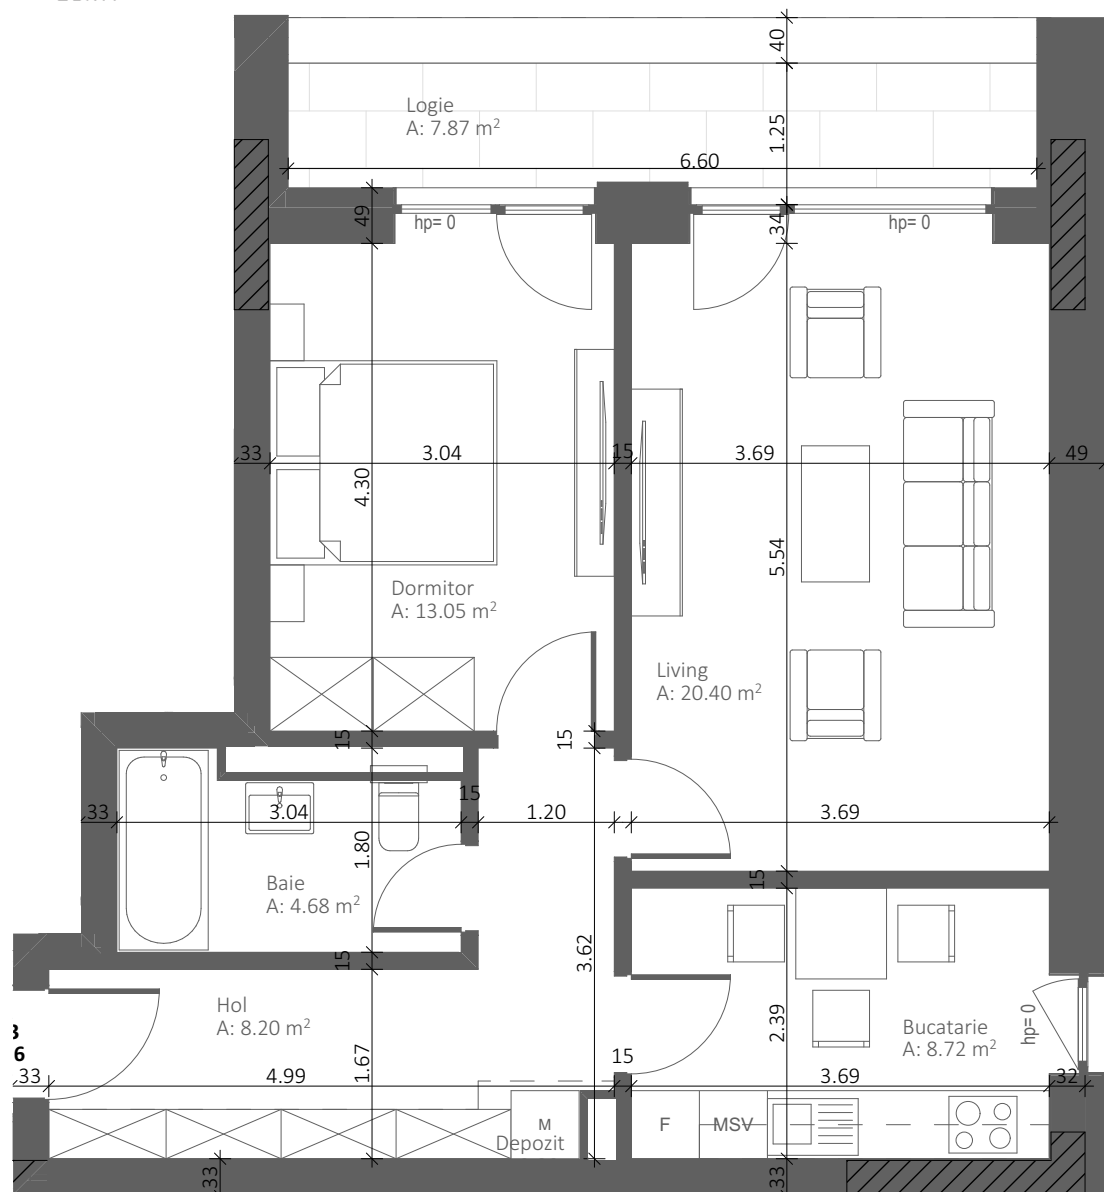 40
Logie
A: 7.87 m²
1.25
6.60
49
hp= 0
34
hp= 0
33
3.04
15
3.69
49
4.30
5.54
Dormitor
A: 13.05 m²
Living
A: 20.40 m²
15
15
33
3.04
15
1.20
3.69
1.80
Baie
A: 4.68 m²
15
15
3.62
Hol
A: 8.20 m²
2.39
Bucatarie
A: 8.72 m²
hp= 0
6
33
4.99
1.67
15
3.69
32
M
Depozit
F
MSV
33
33